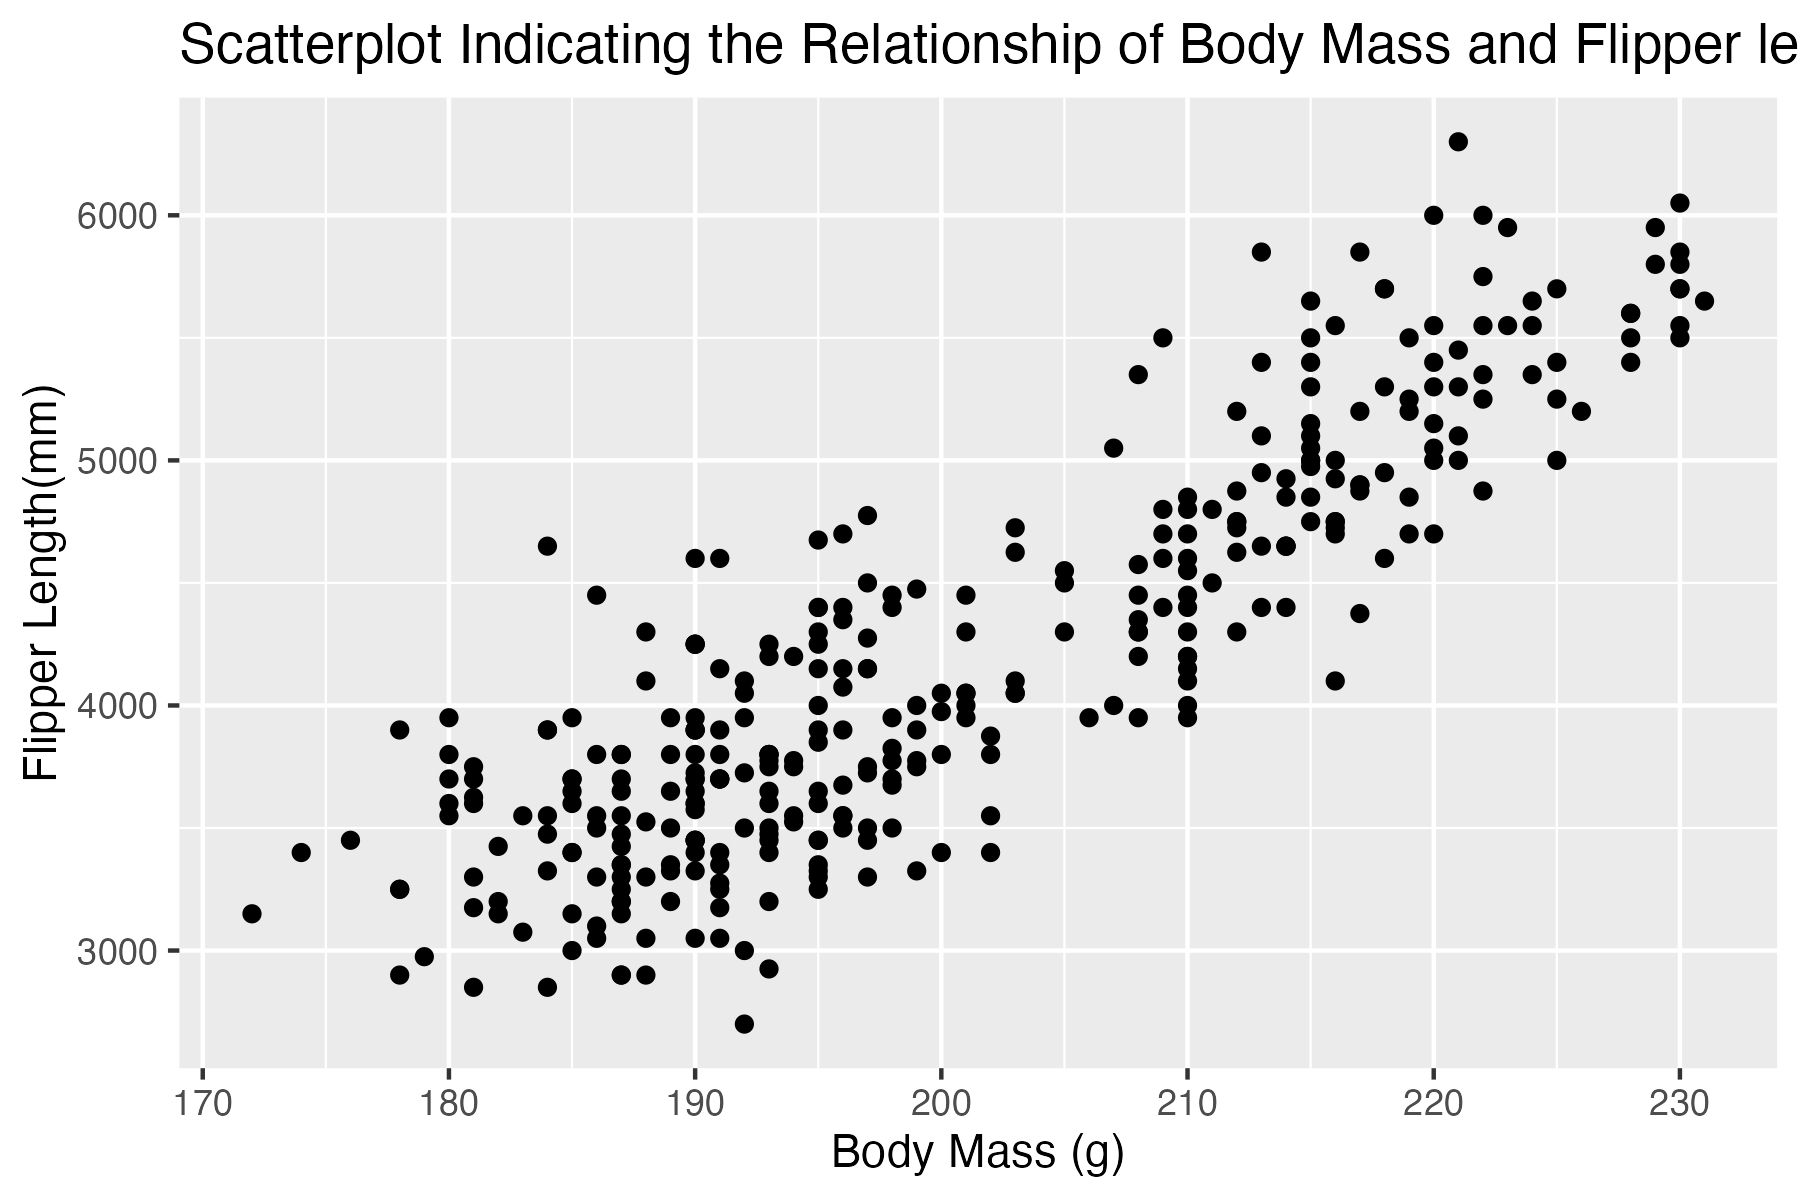 Scatterplot Indicating the Relationship of Body Mass and Flipper le
6000
5000
4000
3000
Flipper Length(mm)
170 180 190 200 210 220 230
Body Mass (g)